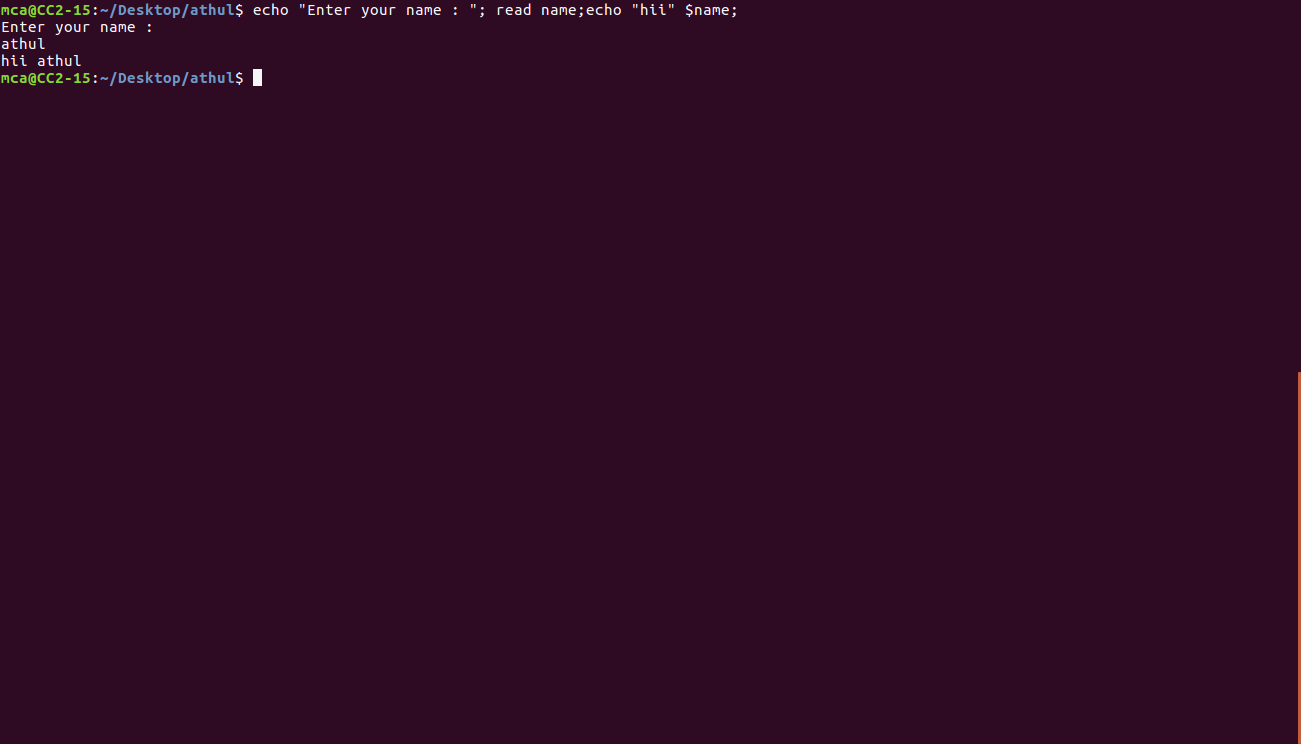 mca@CC2-15:~/Desktop/athul$ echo "Enter your name : "; read name;echo "hii" $name;
Enter your name :
athul
hii athul
mca@CC2-15:~/Desktop/athul$